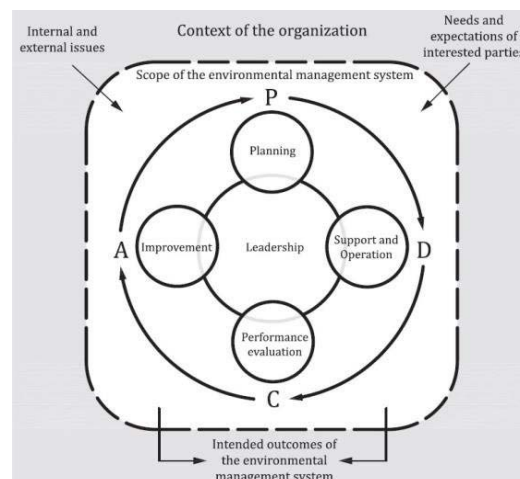 Context of the organization
Internal and
external issues
Needs and
expectations of
interested parties
Scope of the environmental management system
P
Planning
A
Improvement
Leadership
Support and
Operation
D
Performance
evaluation
C
Intended outcomes of
the environmental
management system